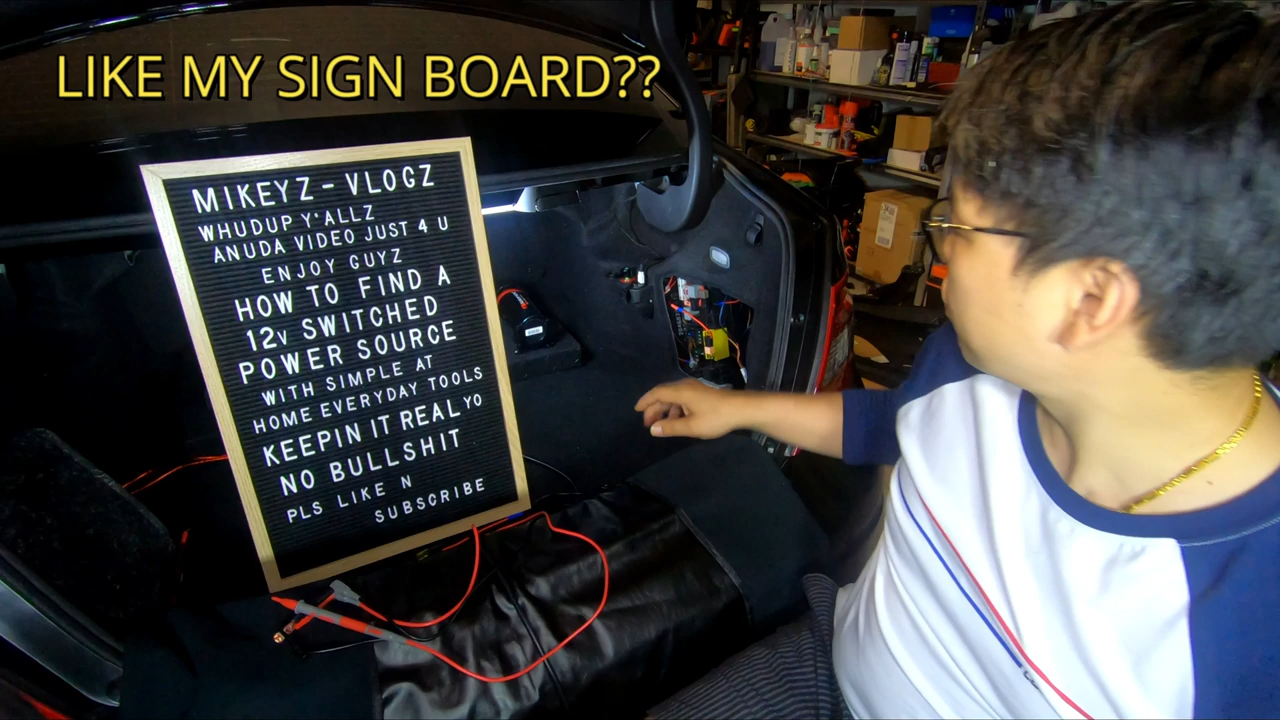 LIKE MY SIGN BOARD??
MIKEYZ-VLOGZ
WHUDUP Y'ALLZ
ANUDA VIDEO JUST 4 U
ENJOY GUYZ
HOW TO FIND A
12V SWITCHED
POWER SOURCE
WITH SIMPLE AT
HOME EVERYDAY TOOLS
KEEPIN IT REAL YO
NO BULLSHIT
PLS LIKE N
SUBSCRIBE